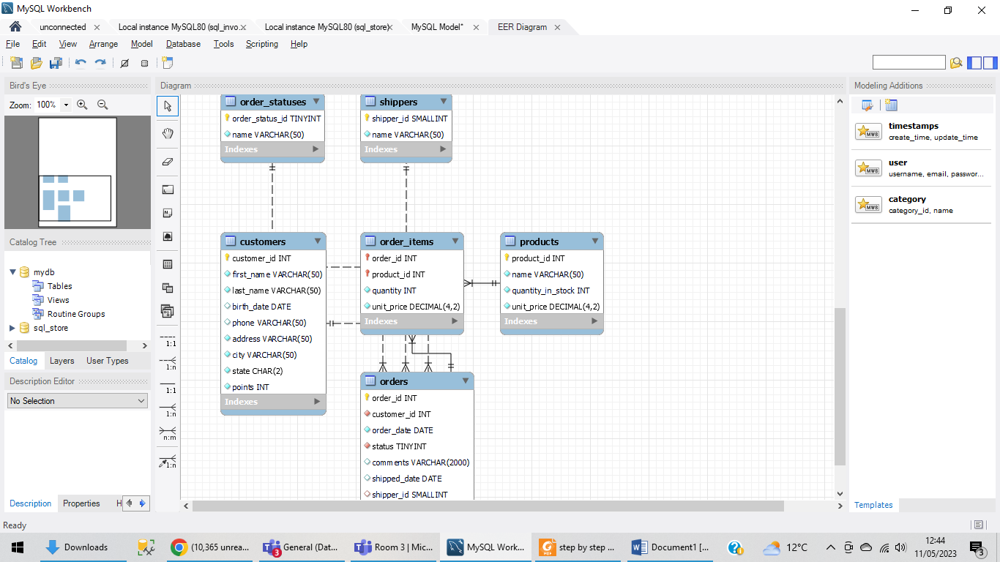 MySQL Workbench
unconnected
Local instance MySQL80 (sql_invo...
Local instance MySQL80 (sql_store)
MySQL Model*
EER Diagram
File Edit View Arrange Model Database Tools Scripting Help
Bird's Eye
Zoom: 100%
Catalog Tree
mydb
Tables
Views
Routine Groups
sql_store
Catalog Layers User Types
Description Editor
No Selection
Description Properties H
Diagram
1:1
1:n
1:1
1:n
n:m
1:n
order_statuses
order_status_id TINYINT
name VARCHAR(50)
Indexes
shippers
shipper_id SMALLINT
name VARCHAR(50)
Indexes
customers
customer_id INT
first_name VARCHAR(50)
last_name VARCHAR(50)
birth_date DATE
phone VARCHAR(50)
address VARCHAR(50)
city VARCHAR(50)
state CHAR(2)
points INT
Indexes
order_items
order_id INT
product_id INT
quantity INT
unit_price DECIMAL(4,2)
Indexes
products
product_id INT
name VARCHAR(50)
quantity_in_stock INT
unit_price DECIMAL(4,2)
Indexes
orders
order_id INT
customer_id INT
order_date DATE
status TINYINT
comments VARCHAR(2000)
shipped_date DATE
shipper_id SMALLINT
Modeling Additions
MWB
timestamps
create_time, update_time
MWB
user
username, email, passwor...
MWB
category
category_id, name
Templates
Ready
Downloads
(10,365 unrea...
3
General (Dat...
Room 3 | Mic...
MySQL Work...
PDF
step by step ...
Document1 [...
12°C
12:44
11/05/2023
3